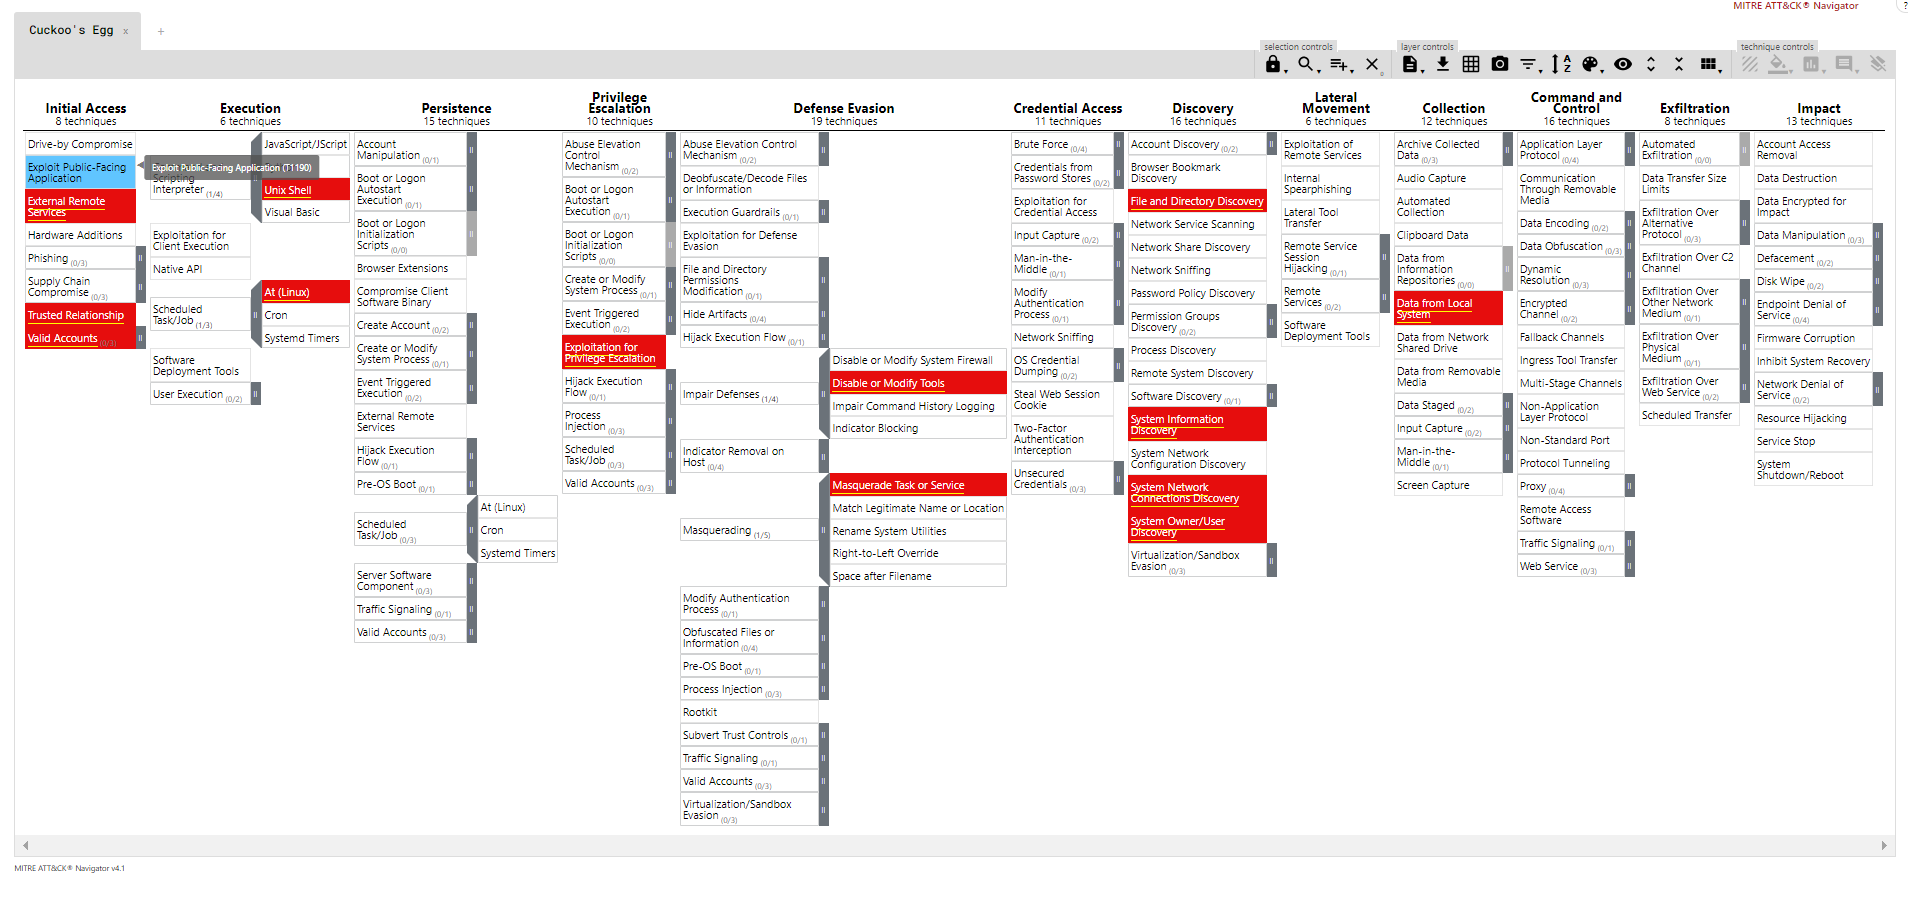 MITRE ATT&CK® Navigator
?
Cuckoo's Egg x
+
selection controls
layer controls
technique controls
Initial Access
8 techniques
Drive-by Compromise
Exploit Public-Facing
Application
External Remote
Services
Hardware Additions
Phishing (0/3)
Supply Chain
Compromise (0/3)
Trusted Relationship
Valid Accounts (0/3)
Exploit Public-Facing Application (T1190)
Execution
6 techniques
Scripting
Interpreter (1/4)
JavaScript/JScript
Unix Shell
Visual Basic
Exploitation for
Client Execution
Native API
Scheduled
Task/Job (1/3)
At (Linux)
Cron
Systemd Timers
Software
Deployment Tools
User Execution (0/2)
Persistence
15 techniques
Account
Manipulation (0/1)
Boot or Logon
Autostart
Execution (0/1)
Boot or Logon
Initialization
Scripts (0/0)
Browser Extensions
Compromise Client
Software Binary
Create Account (0/2)
Create or Modify
System Process (0/1)
Event Triggered
Execution (0/2)
External Remote
Services
Hijack Execution
Flow (0/1)
Pre-OS Boot (0/1)
Scheduled
Task/Job (0/3)
At (Linux)
Cron
Systemd Timers
Server Software
Component (0/3)
Traffic Signaling (0/1)
Valid Accounts (0/3)
Privilege
Escalation
10 techniques
Abuse Elevation
Control
Mechanism (0/2)
Boot or Logon
Autostart
Execution (0/1)
Boot or Logon
Initialization
Scripts (0/0)
Create or Modify
System Process (0/1)
Event Triggered
Execution (0/2)
Exploitation for
Privilege Escalation
Hijack Execution
Flow (0/1)
Process
Injection (0/3)
Scheduled
Task/Job (0/3)
Valid Accounts (0/3)
Defense Evasion
19 techniques
Abuse Elevation Control
Mechanism (0/2)
Deobfuscate/Decode Files
or Information
Execution Guardrails (0/1)
Exploitation for Defense
Evasion
File and Directory
Permissions
Modification (0/1)
Hide Artifacts (0/4)
Hijack Execution Flow (0/1)
Impair Defenses (1/4)
Disable or Modify System Firewall
Disable or Modify Tools
Impair Command History Logging
Indicator Blocking
Indicator Removal on
Host (0/4)
Masquerading (1/5)
Masquerade Task or Service
Match Legitimate Name or Location
Rename System Utilities
Right-to-Left Override
Space after Filename
Modify Authentication
Process (0/1)
Obfuscated Files or
Information (0/4)
Pre-OS Boot (0/1)
Process Injection (0/3)
Rootkit
Subvert Trust Controls (0/1)
Traffic Signaling (0/1)
Valid Accounts (0/3)
Virtualization/Sandbox
Evasion (0/3)
Credential Access
11 techniques
Brute Force (0/4)
Credentials from
Password Stores (0/2)
Exploitation for
Credential Access
Input Capture (0/2)
Man-in-the-
Middle (0/1)
Modify
Authentication
Process (0/1)
Network Sniffing
OS Credential
Dumping (0/2)
Steal Web Session
Cookie
Two-Factor
Authentication
Interception
Unsecured
Credentials (0/3)
Discovery
16 techniques
Account Discovery (0/2)
Browser Bookmark
Discovery
File and Directory Discovery
Network Service Scanning
Network Share Discovery
Network Sniffing
Password Policy Discovery
Permission Groups
Discovery (0/2)
Process Discovery
Remote System Discovery
Software Discovery (0/1)
System Information
Discovery
System Network
Configuration Discovery
System Network
Connections Discovery
System Owner/User
Discovery
Virtualization/Sandbox
Evasion (0/3)
Lateral
Movement
6 techniques
Exploitation of
Remote Services
Internal
Spearphishing
Lateral Tool
Transfer
Remote Service
Session
Hijacking (0/1)
Remote
Services (0/2)
Software
Deployment Tools
Collection
12 techniques
Archive Collected
Data (0/3)
Audio Capture
Automated
Collection
Clipboard Data
Data from
Information
Repositories (0/0)
Data from Local
System
Data from Network
Shared Drive
Data from Removable
Media
Data Staged (0/2)
Input Capture (0/2)
Man-in-the-
Middle (0/1)
Screen Capture
Command and
Control
16 techniques
Application Layer
Protocol (0/4)
Communication
Through Removable
Media
Data Encoding (0/2)
Data Obfuscation (0/3)
Dynamic
Resolution (0/3)
Encrypted
Channel (0/2)
Fallback Channels
Ingress Tool Transfer
Multi-Stage Channels
Non-Application
Layer Protocol
Non-Standard Port
Protocol Tunneling
Proxy (0/4)
Remote Access
Software
Traffic Signaling (0/1)
Web Service (0/3)
Exfiltration
8 techniques
Automated
Exfiltration (0/0)
Data Transfer Size
Limits
Exfiltration Over
Alternative
Protocol (0/3)
Exfiltration Over C2
Channel
Exfiltration Over
Other Network
Medium (0/1)
Exfiltration Over
Physical
Medium (0/1)
Exfiltration Over
Web Service (0/2)
Scheduled Transfer
Impact
13 techniques
Account Access
Removal
Data Destruction
Data Encrypted for
Impact
Data Manipulation (0/3)
Defacement (0/2)
Disk Wipe (0/2)
Endpoint Denial of
Service (0/4)
Firmware Corruption
Inhibit System Recovery
Network Denial of
Service (0/2)
Resource Hijacking
Service Stop
System
Shutdown/Reboot
MITRE ATT&CK® Navigator v4.1